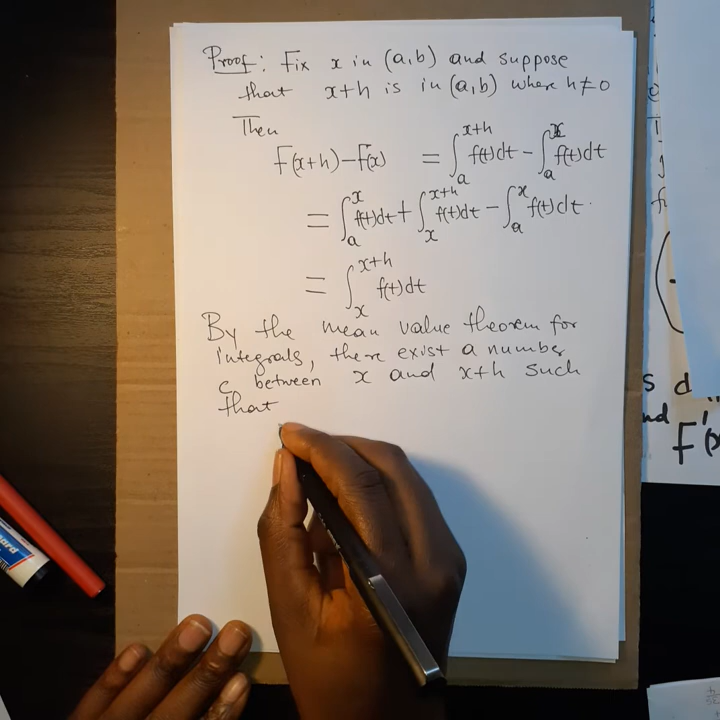 Proof: Fix x in (a,b) and suppose
that x+h is in (a,b) where h≠0
Then
F(x+h)-F(x) = ∫_a^{x+h} f(t)dt - ∫_a^x f(t)dt
= ∫_a^x f(t)dt + ∫_x^{x+h} f(t)dt - ∫_a^x f(t)dt.
= ∫_x^{x+h} f(t)dt
By the mean value theorem for
integrals, there exist a number
c between x and x+h such
that
F'(x